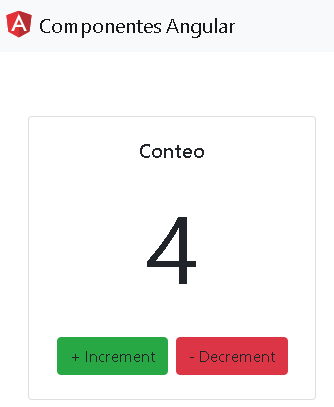 Componentes Angular
Conteo
4
+ Increment - Decrement